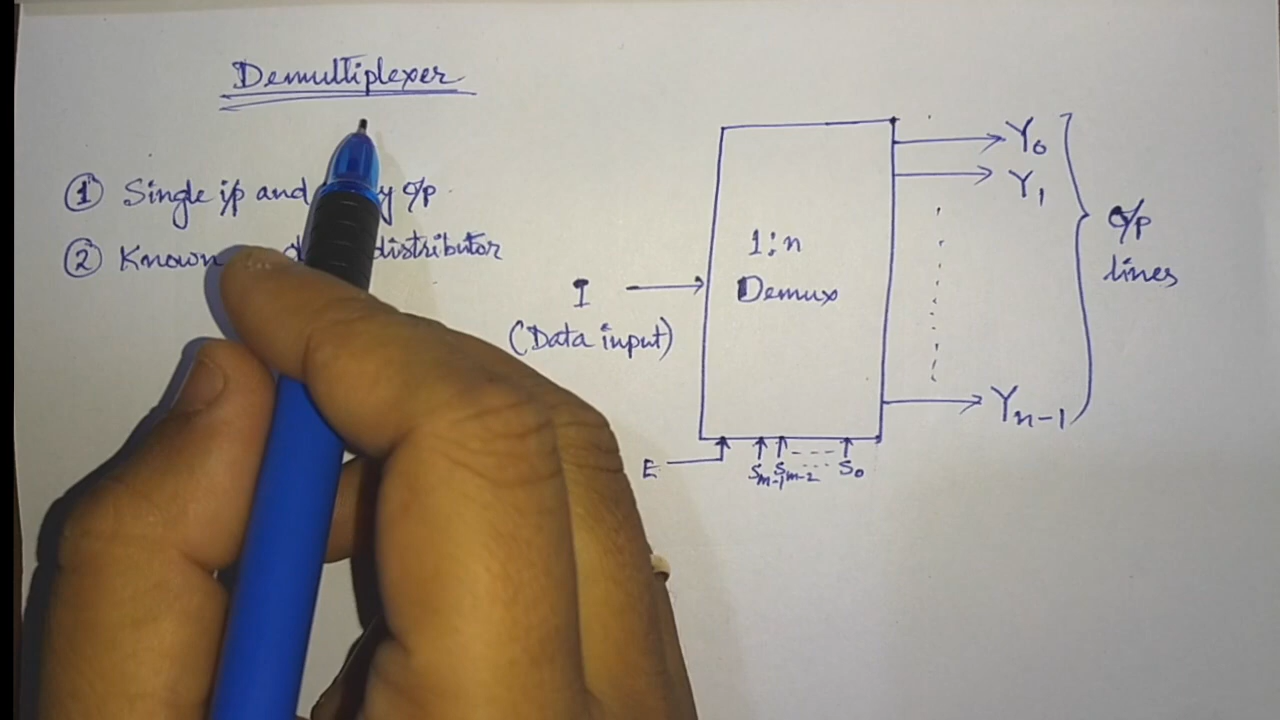 Demultiplexer
① Single i/p and o/p.
② Known distributor
1:n
Demux
I
(Data input)
E
Sm-1 Sm-2 S0
Y0
Y1
Yn-1
o/p
lines